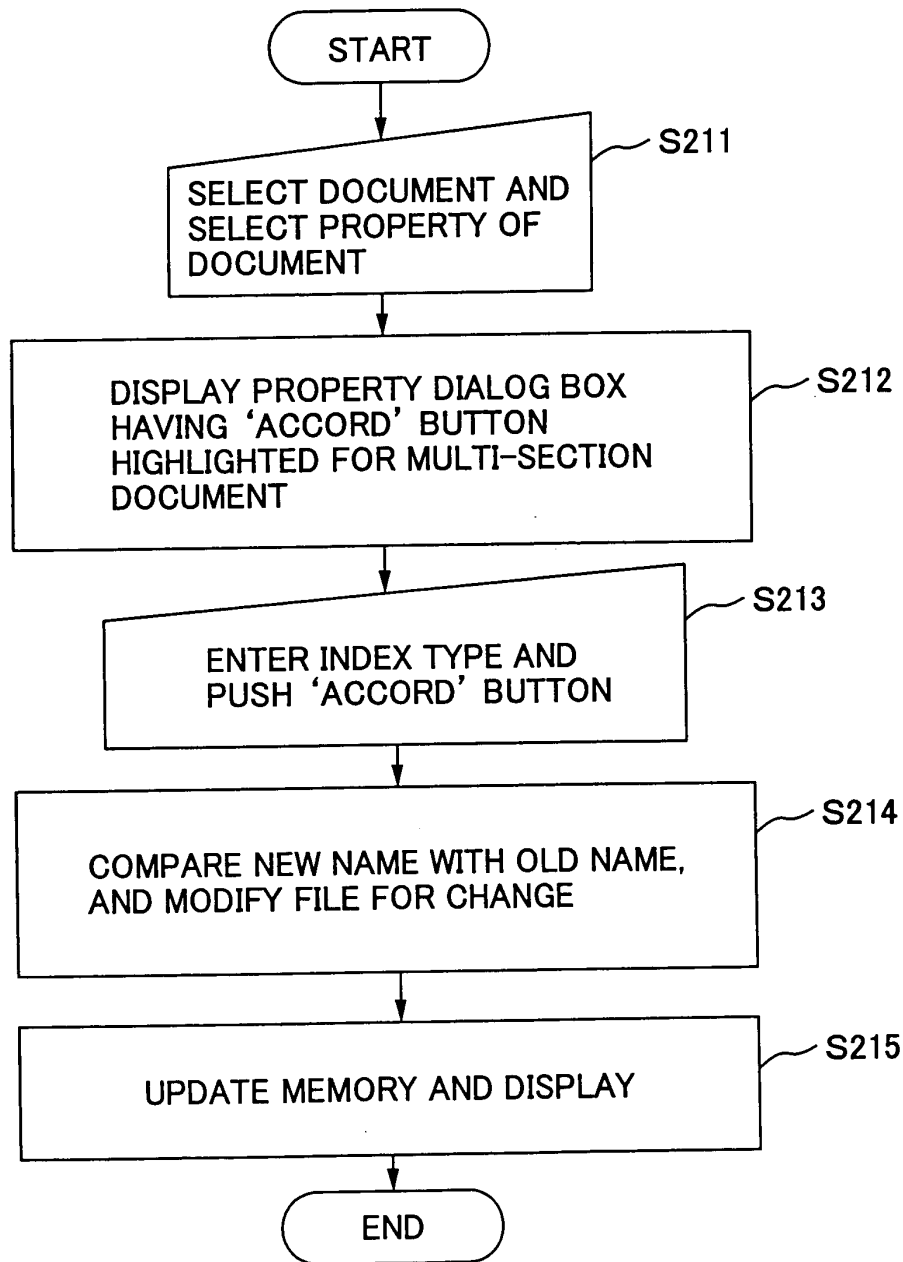 START
S211
SELECT DOCUMENT AND
SELECT PROPERTY OF
DOCUMENT
S212
DISPLAY PROPERTY DIALOG BOX
HAVING ‘ACCORD’ BUTTON
HIGHLIGHTED FOR MULTI-SECTION
DOCUMENT
S213
ENTER INDEX TYPE AND
PUSH ‘ACCORD’ BUTTON
S214
COMPARE NEW NAME WITH OLD NAME,
AND MODIFY FILE FOR CHANGE
S215
UPDATE MEMORY AND DISPLAY
END